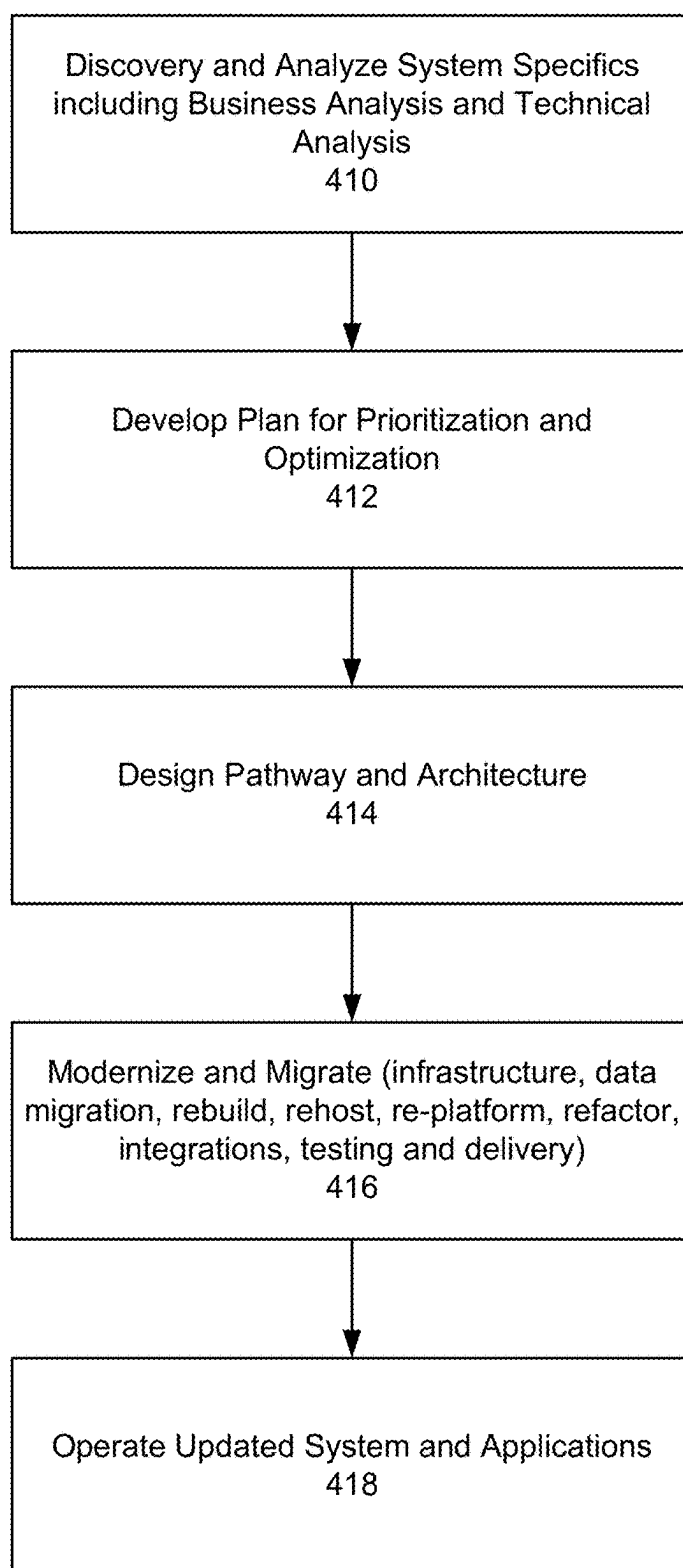 Discovery and Analyze System Specifics
including Business Analysis and Technical
Analysis
410
Develop Plan for Prioritization and
Optimization
412
Design Pathway and Architecture
414
Modernize and Migrate (infrastructure, data
migration, rebuild, rehost, re-platform, refactor,
integrations, testing and delivery)
416
Operate Updated System and Applications
418